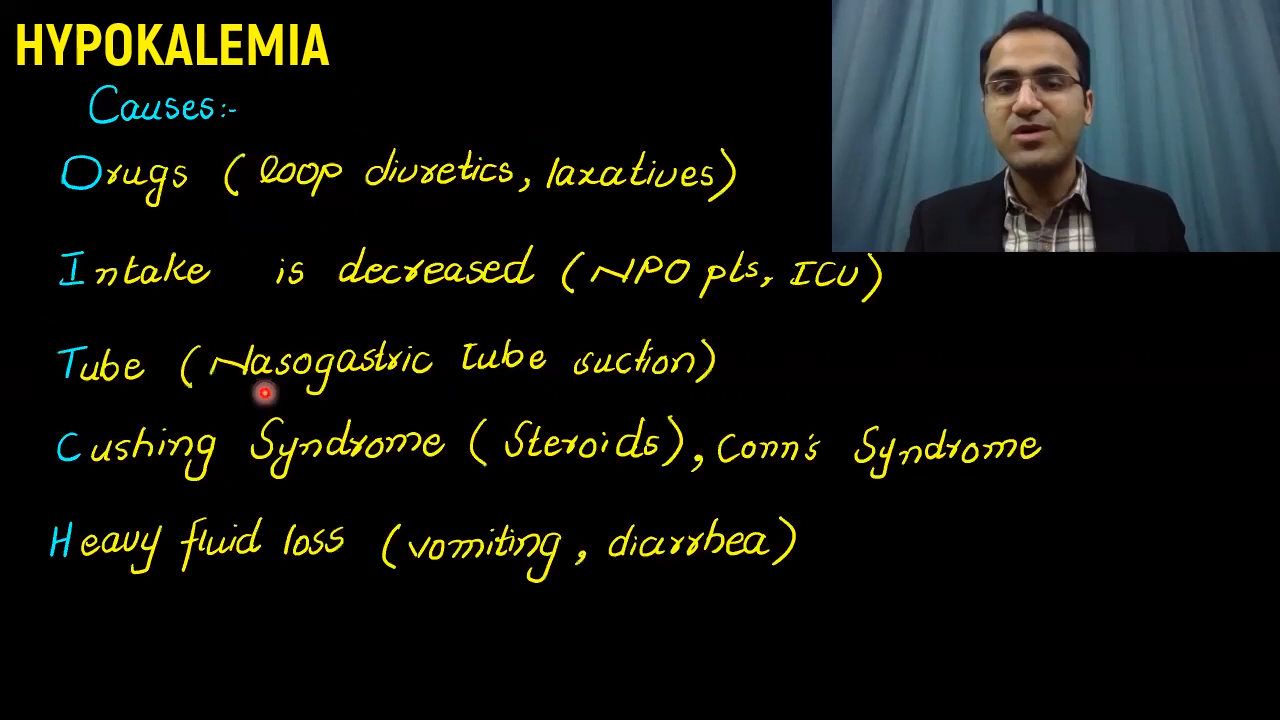 HYPOKALEMIA
Causes:-
Drugs (loop diuretics, laxatives)
Intake is decreased (NPO pts, ICU)
Tube (Nasogastric tube suction)
Cushing Syndrome (Steroids), Conn's Syndrome
Heavy fluid loss (vomiting, diarrhea)